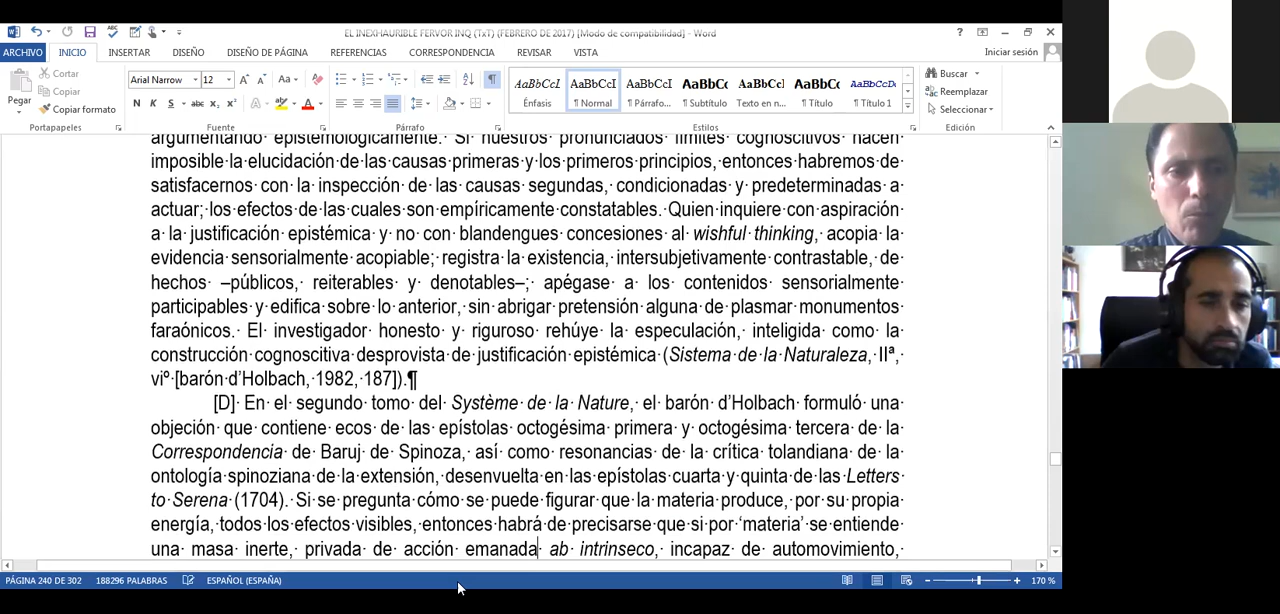 EL INEXHAURIBLE FERVOR INQ (TxT) (FEBRERO DE 2017) [Modo de compatibilidad] - Word
ARCHIVO INICIO INSERTAR DISEÑO DISEÑO DE PÁGINA REFERENCIAS CORRESPONDENCIA REVISAR VISTA Iniciar sesión
Pegar
Cortar
Copiar
Copiar formato
Portapapeles
Arial Narrow 12
N K S abc x₂ x²
Fuente
Párrafo
AaBbCcI AaBbCcI AaBbCcI AaBbCc AaBbCcI AaBbCc AaBbCcDc
Énfasis ¶ Normal ¶ Párrafo... ¶ Subtítulo Texto en n... ¶ Título ¶ Título 1
Estilos
Buscar
Reemplazar
Seleccionar
Edición
argumentando epistemológicamente. Si nuestros pronunciados límites cognoscitivos hacen
imposible la elucidación de las causas primeras y los primeros principios, entonces habremos de
satisfacernos con la inspección de las causas segundas, condicionadas y predeterminadas a
actuar; los efectos de las cuales son empíricamente constatables. Quien inquiere con aspiración
a la justificación epistémica y no con blandengues concesiones al wishful thinking, acopia la
evidencia sensorialmente acopiable; registra la existencia, intersubjetivamente contrastable, de
hechos –públicos, reiterables y denotables–; apégase a los contenidos sensorialmente
participables y edifica sobre lo anterior, sin abrigar pretensión alguna de plasmar monumentos
faraónicos. El investigador honesto y riguroso rehúye la especulación, inteligida como la
construcción cognoscitiva desprovista de justificación epistémica (Sistema de la Naturaleza, IIª,
viº [barón d’Holbach, 1982, 187]).¶
[D] En el segundo tomo del Système de la Nature, el barón d’Holbach formuló una
objeción que contiene ecos de las epístolas octogésima primera y octogésima tercera de la
Correspondencia de Baruj de Spinoza, así como resonancias de la crítica tolandiana de la
ontología spinoziana de la extensión, desenvuelta en las epístolas cuarta y quinta de las Letters
to Serena (1704). Si se pregunta cómo se puede figurar que la materia produce, por su propia
energía, todos los efectos visibles, entonces habrá de precisarse que si por ‘materia’ se entiende
una masa inerte, privada de acción emanada ab intrinseco, incapaz de automovimiento,
PÁGINA 240 DE 302 188296 PALABRAS ESPAÑOL (ESPAÑA) 170 %